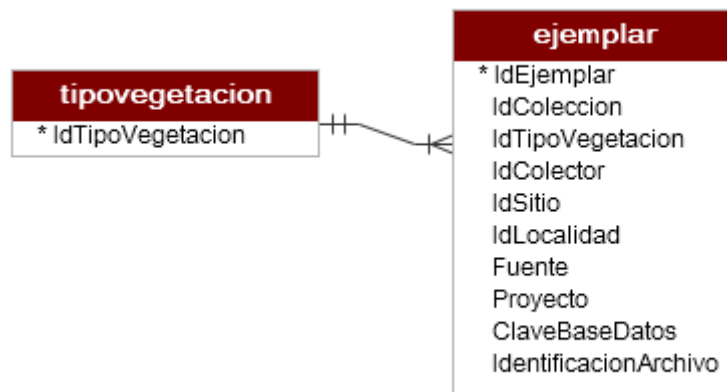 tipovegetacion
* IdTipoVegetacion
ejemplar
* IdEjemplar
IdColeccion
IdTipoVegetacion
IdColector
IdSitio
IdLocalidad
Fuente
Proyecto
ClaveBaseDatos
IdentificacionArchivo